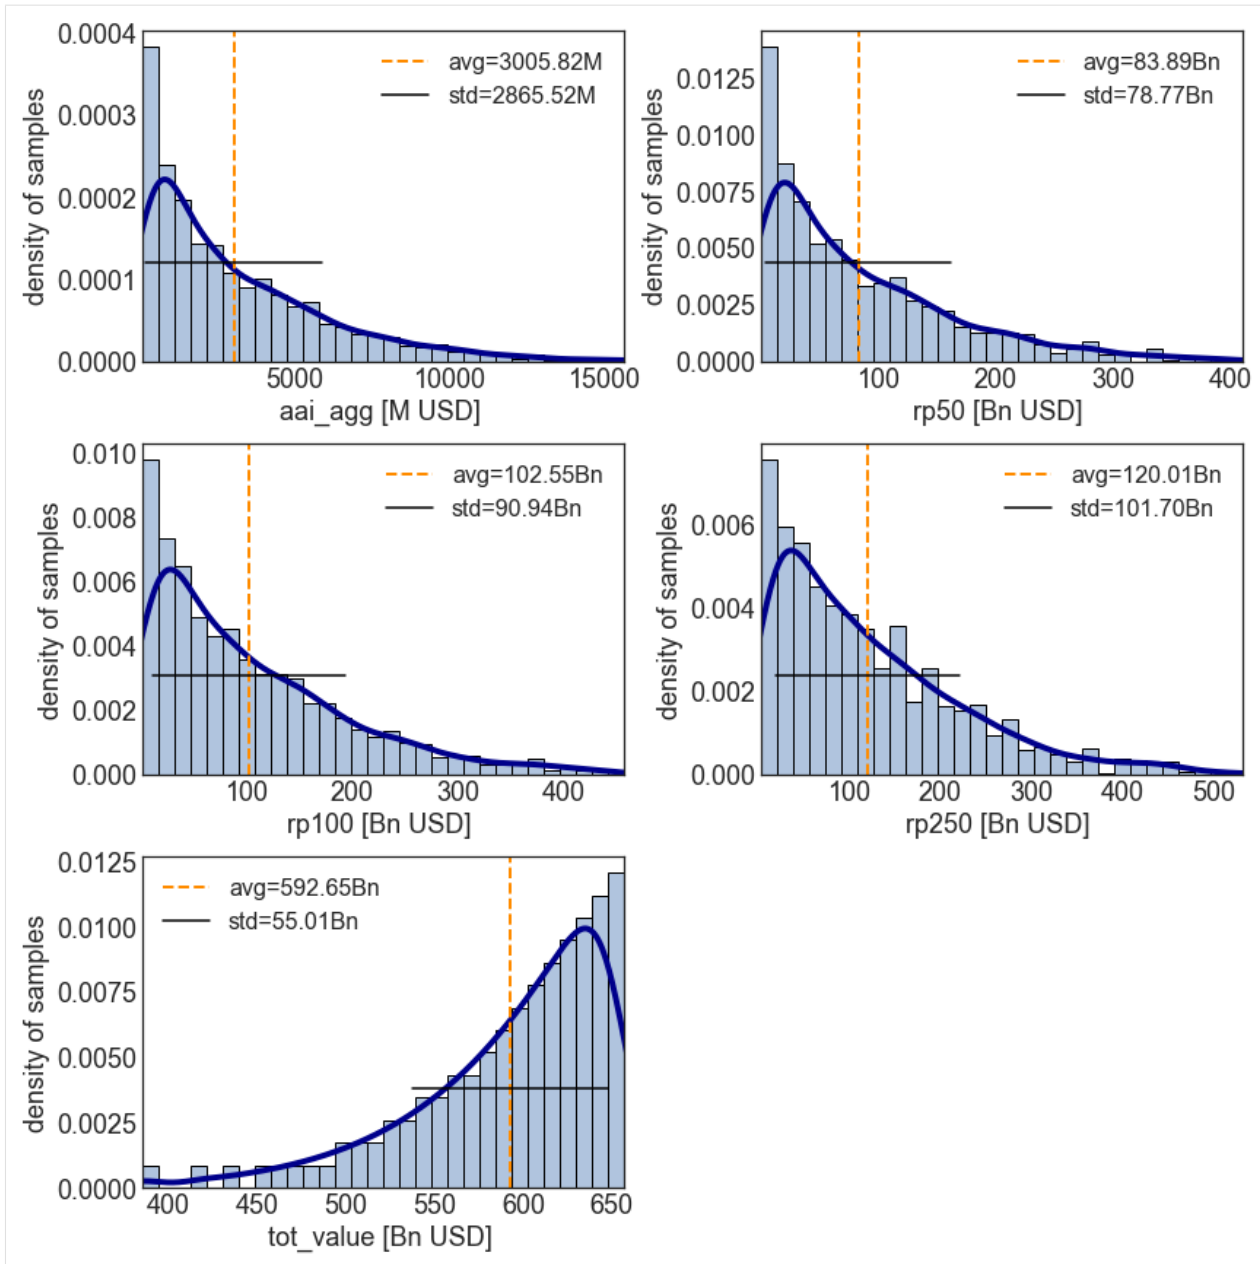 0.0004
0.0003
0.0002
0.0001
0.0000
density of samples
avg=3005.82M
std=2865.52M
5000 10000 15000
aai_agg [M USD]
0.0125
0.0100
0.0075
0.0050
0.0025
0.0000
density of samples
avg=83.89Bn
std=78.77Bn
100 200 300 400
rp50 [Bn USD]
0.010
0.008
0.006
0.004
0.002
0.000
density of samples
avg=102.55Bn
std=90.94Bn
100 200 300 400
rp100 [Bn USD]
0.006
0.004
0.002
0.000
density of samples
avg=120.01Bn
std=101.70Bn
100 200 300 400 500
rp250 [Bn USD]
0.0125
0.0100
0.0075
0.0050
0.0025
0.0000
density of samples
avg=592.65Bn
std=55.01Bn
400 450 500 550 600 650
tot_value [Bn USD]